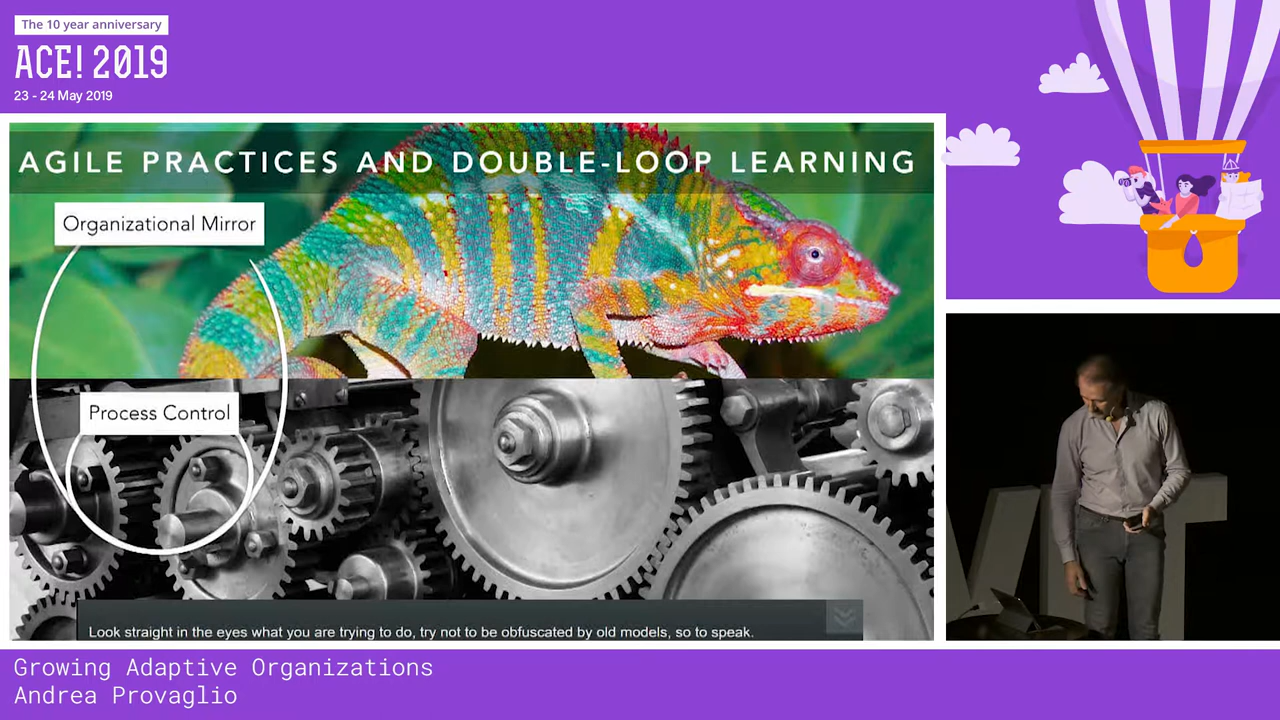 The 10 year anniversary
ACE! 2019
23 - 24 May 2019
AGILE PRACTICES AND DOUBLE-LOOP LEARNING
Organizational Mirror
Process Control
Look straight in the eyes what you are trying to do, try not to be obfuscated by old models, so to speak.
Growing Adaptive Organizations
Andrea Provaglio